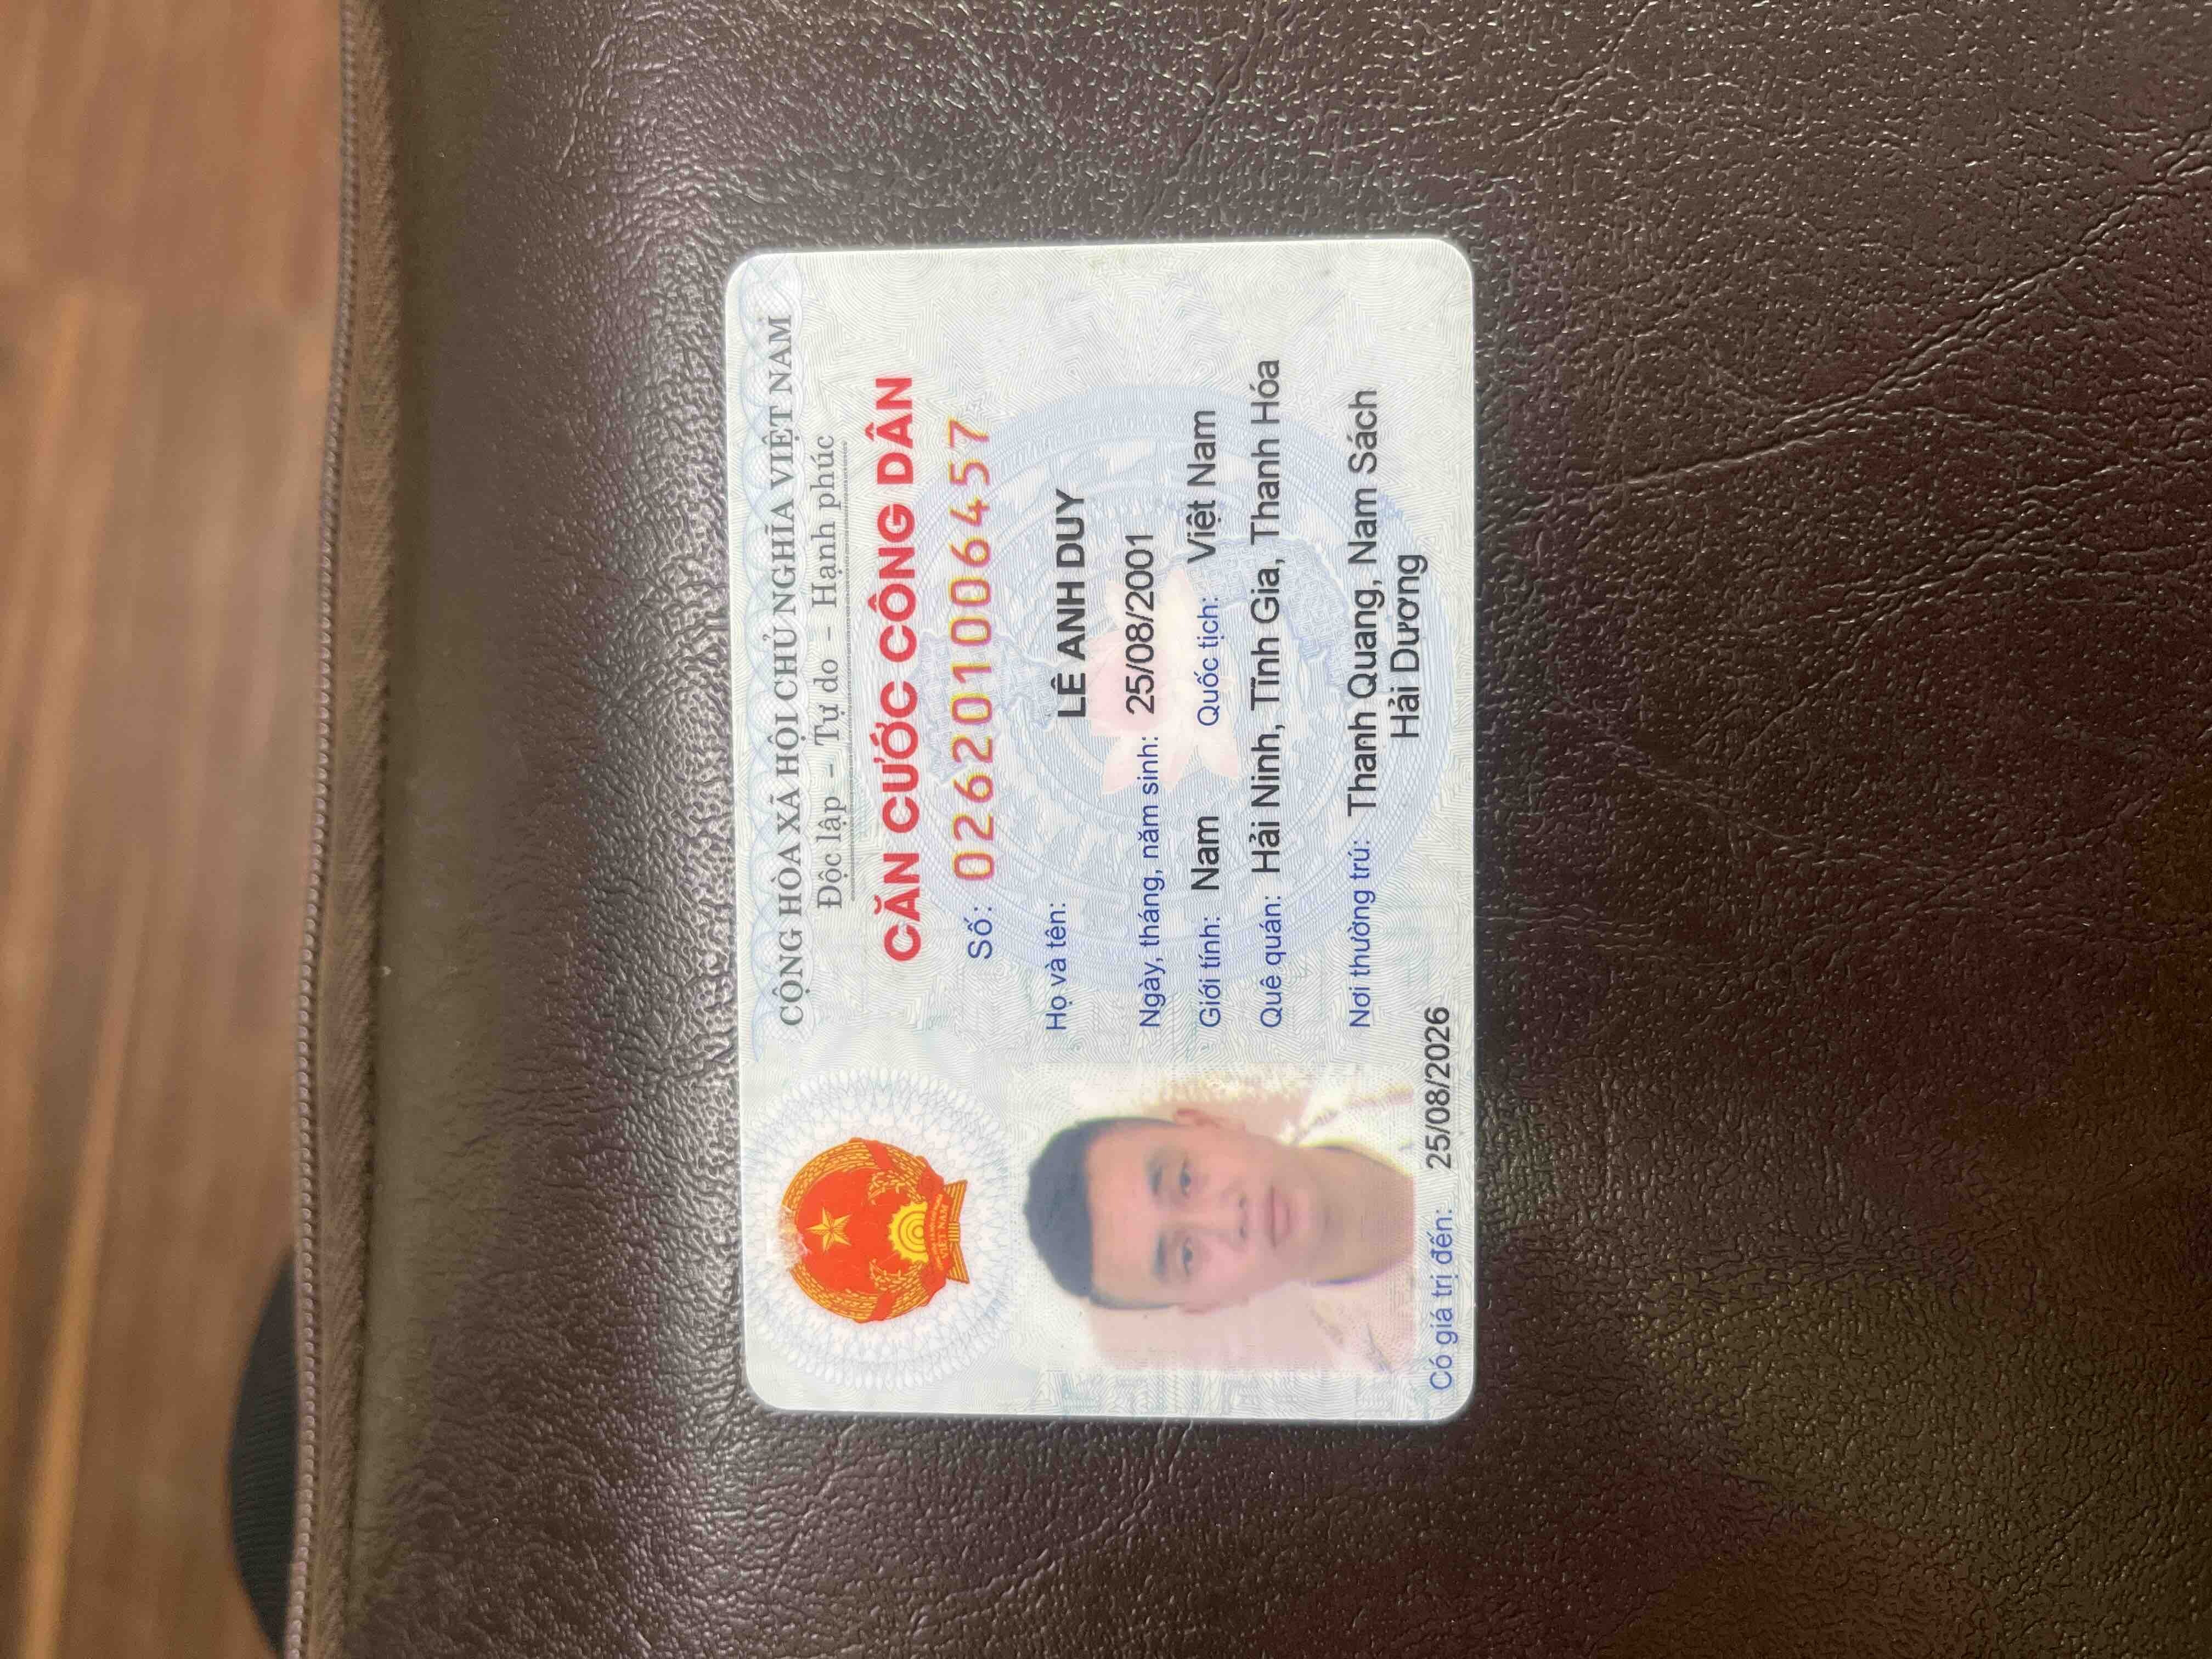 CỘNG HÒA XÃ HỘI CHỦ NGHĨA VIỆT NAM
Độc lập - Tự do - Hạnh phúc
CĂN CƯỚC CÔNG DÂN
Số: 026201006457
Họ và tên: LÊ ANH DUY
Ngày, tháng, năm sinh: 25/08/2001
Giới tính: Nam Quốc tịch: Việt Nam
Quê quán: Hải Ninh, Tĩnh Gia, Thanh Hóa
Nơi thường trú: Thanh Quang, Nam Sách
Hải Dương
Có giá trị đến: 25/08/2026